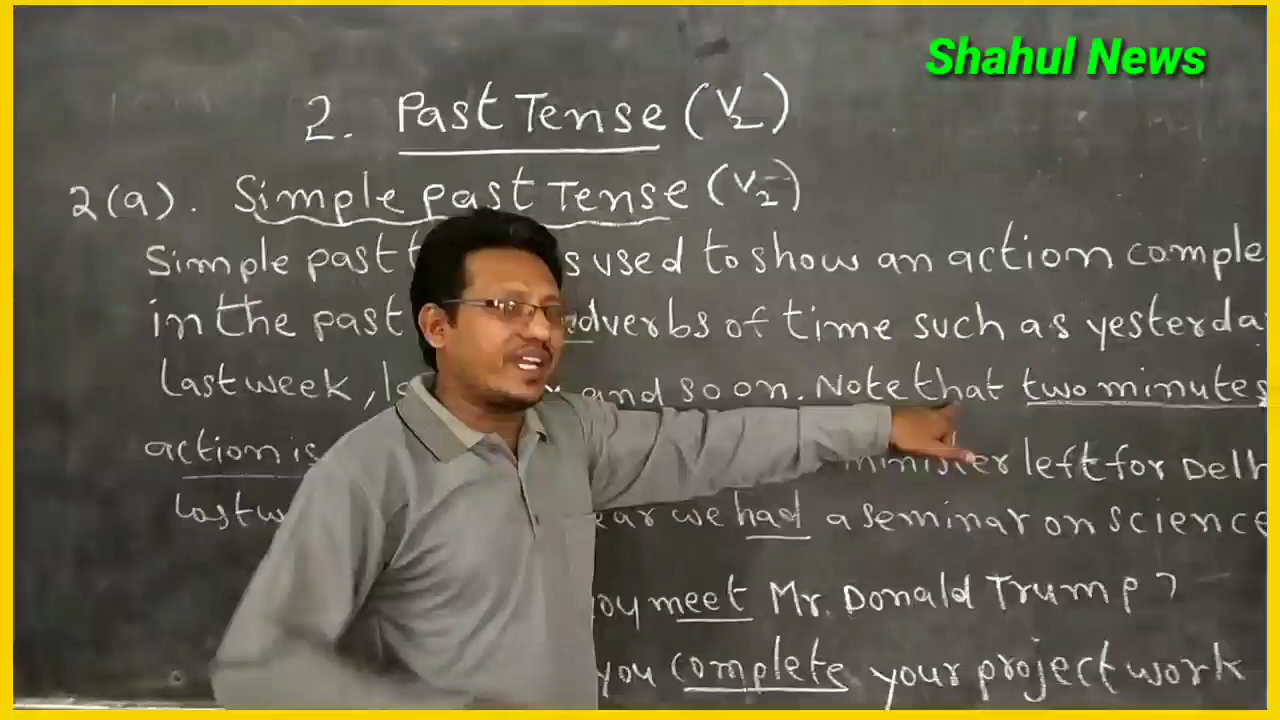 Shahul News
2. Past Tense (V2)
2(a). Simple past Tense (V2)
Simple past used to show an action comple
in the past adverbs of time such as yesterda
last week, and so on. Note that two minutes
action is minister left for Delh
we had a seminar on science
you meet Mr. Donald Trump?
you complete your project work